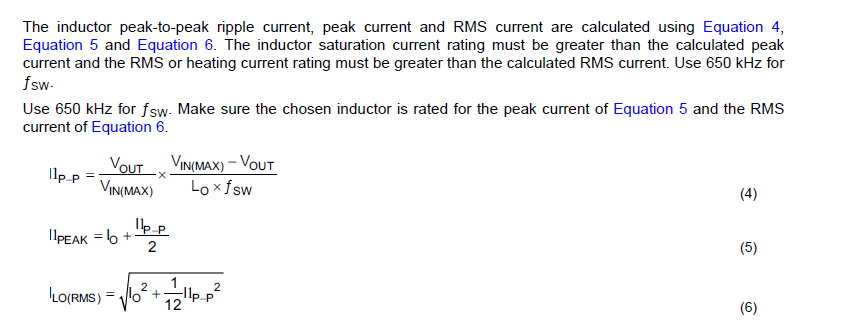 The inductor peak-to-peak ripple current, peak current and RMS current are calculated using Equation 4,
Equation 5 and Equation 6. The inductor saturation current rating must be greater than the calculated peak
current and the RMS or heating current rating must be greater than the calculated RMS current. Use 650 kHz for
fSW.
Use 650 kHz for fSW. Make sure the chosen inductor is rated for the peak current of Equation 5 and the RMS
current of Equation 6.
IlP-P = VOUT / VIN(MAX) × (VIN(MAX) − VOUT) / (LO × fSW) (4)
IlPEAK = IO + IlP-P / 2 (5)
ILO(RMS) = √(IO² + 1/12 IlP-P²) (6)